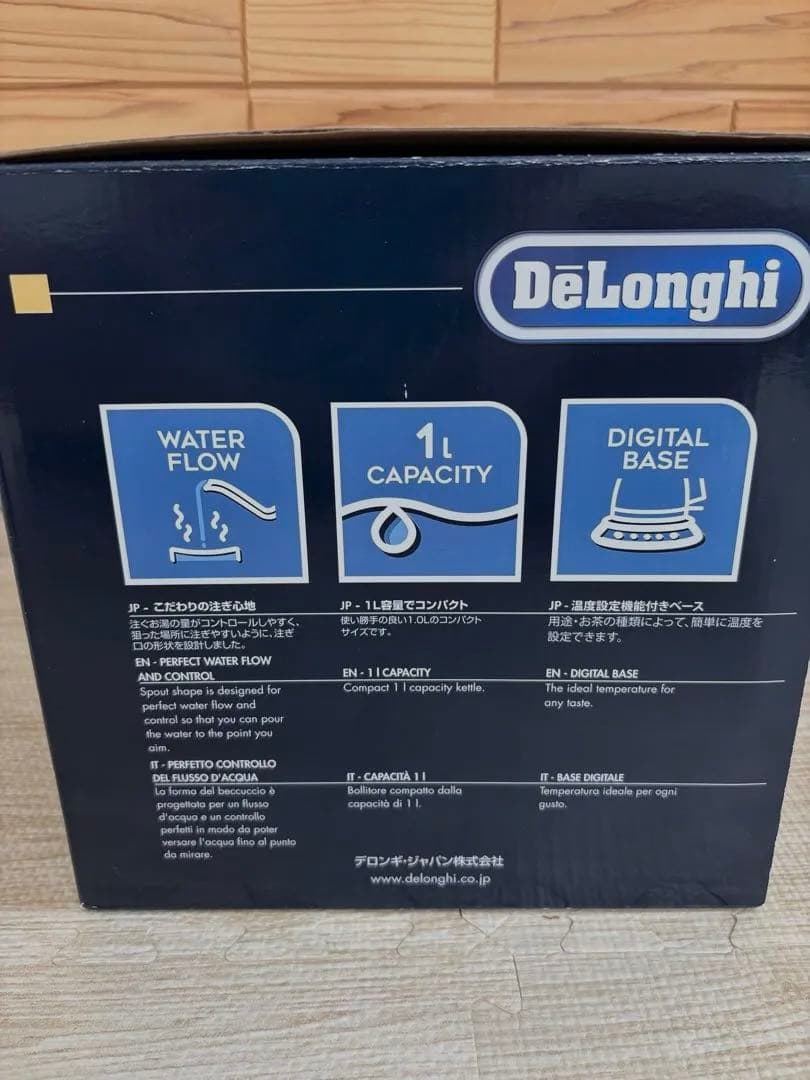 DēLonghi
WATER
FLOW
1L
CAPACITY
DIGITAL
BASE
JP - こだわりの注ぎ心地
注ぐお湯の量がコントロールしやすく、
狙った場所に注ぎやすいように、注ぎ
口の形状を設計しました。
EN - PERFECT WATER FLOW
AND CONTROL
Spout shape is designed for
perfect water flow and
control so that you can pour
the water to the point you
aim.
IT - PERFETTO CONTROLLO
DEL FLUSSO D'ACQUA
La forma del beccuccio è
progettata per un flusso
d'acqua e un controllo
perfetti in modo da poter
versare l'acqua fino al punto
da mirare.
JP - 1L容量でコンパクト
使い勝手の良い1.0Lのコンパクト
サイズです。
EN - 1 l CAPACITY
Compact 1 l capacity kettle.
IT - CAPACITÀ 1 l
Bollitore compatto dalla
capacità di 1 l.
JP - 温度設定機能付きベース
用途・お茶の種類によって、簡単に温度を
設定できます。
EN - DIGITAL BASE
The ideal temperature for
any taste.
IT - BASE DIGITALE
Temperatura ideale per ogni
gusto.
デロンギ・ジャパン株式会社
www.delonghi.co.jp